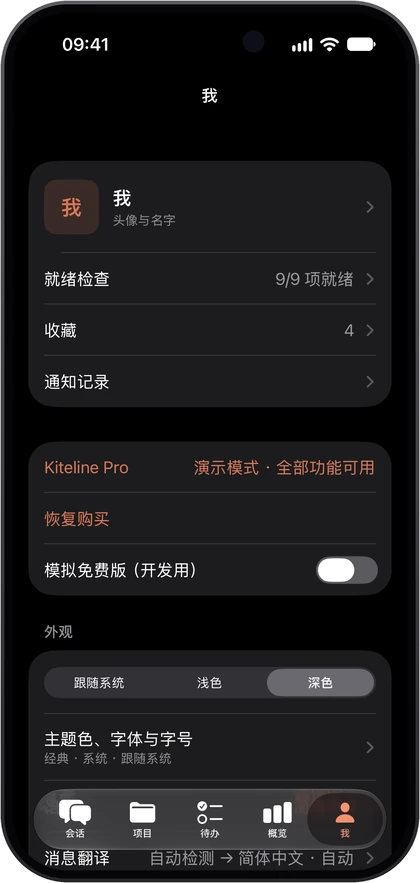 09:41
我
我
我
头像与名字
就绪检查
9/9 项就绪
收藏
4
通知记录
Kiteline Pro
演示模式 · 全部功能可用
恢复购买
模拟免费版（开发用）
外观
跟随系统
浅色
深色
主题色、字体与字号
经典 · 系统 · 跟随系统
会话
项目
待办
概览
我
消息翻译
自动检测 → 简体中文 · 自动